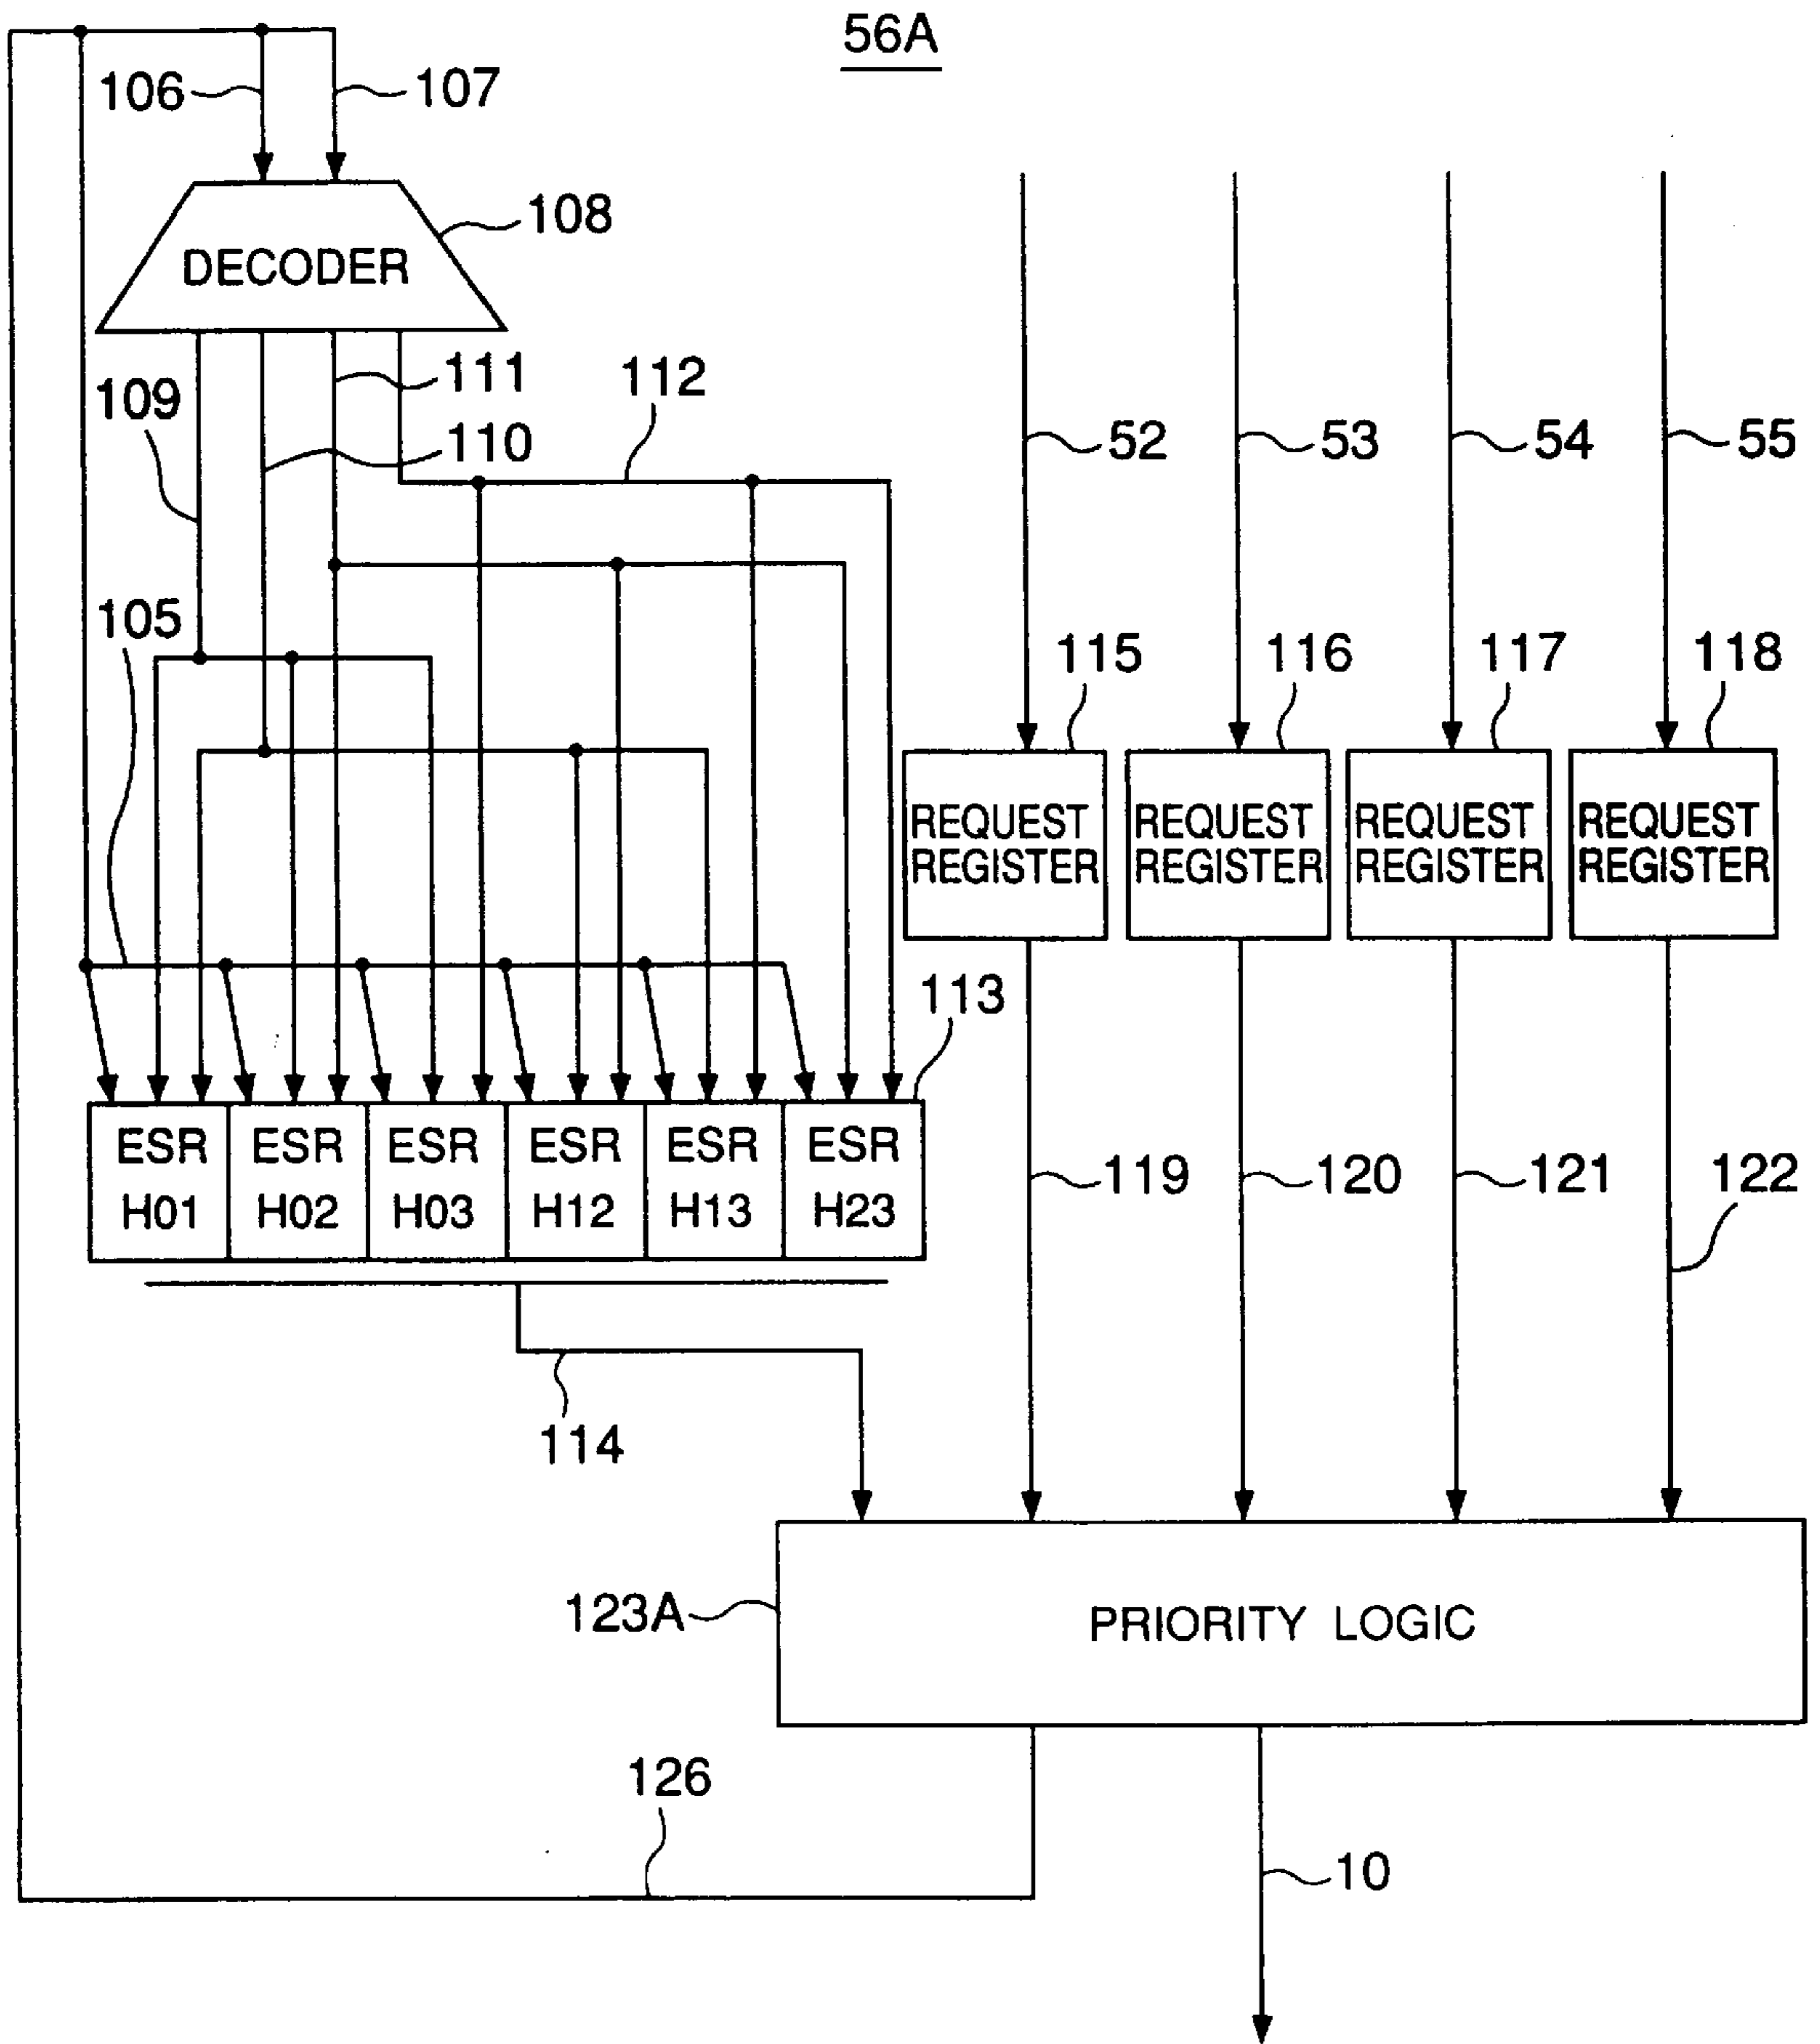 56A
106
107
108
DECODER
109
111
112
110
52
53
54
55
105
115
116
117
118
REQUEST
REGISTER
REQUEST
REGISTER
REQUEST
REGISTER
REQUEST
REGISTER
113
ESR
H01
ESR
H02
ESR
H03
ESR
H12
ESR
H13
ESR
H23
119
120
121
122
114
123A
PRIORITY LOGIC
126
10